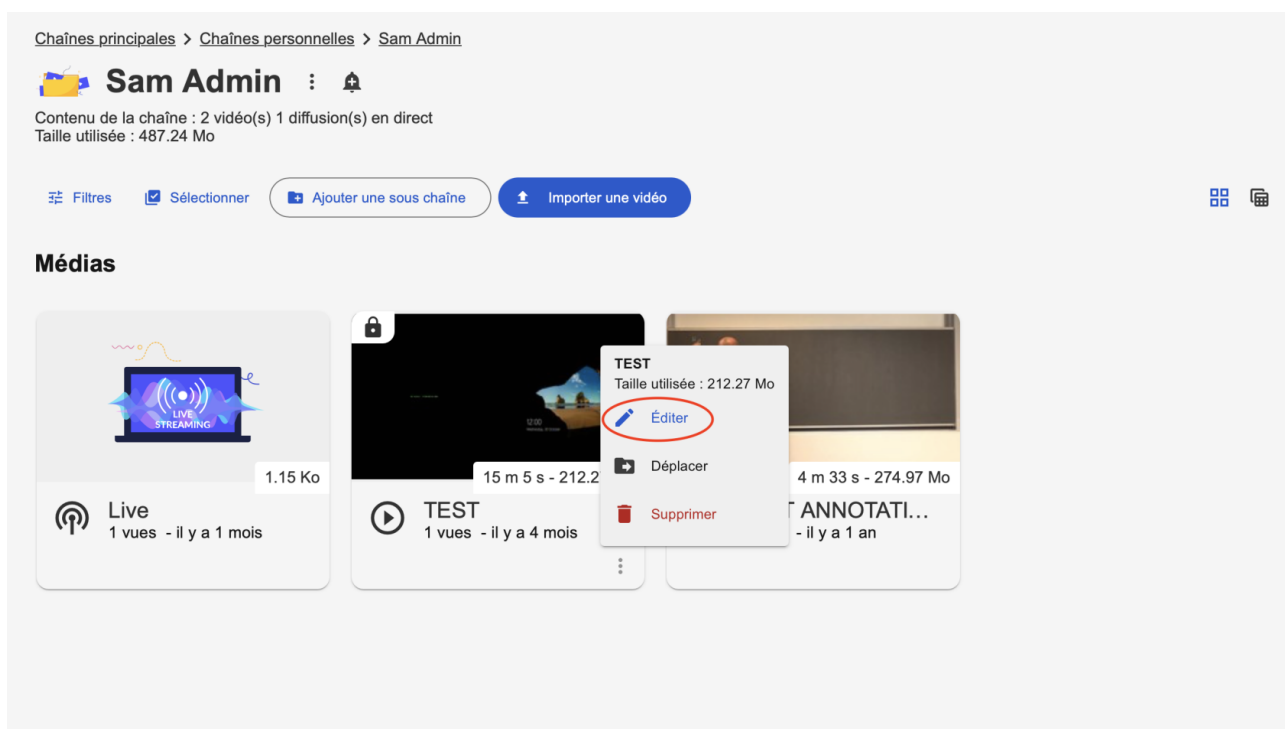 Chaînes principales > Chaînes personnelles > Sam Admin
Sam Admin
Contenu de la chaîne : 2 vidéo(s) 1 diffusion(s) en direct
Taille utilisée : 487.24 Mo
Filtres
Sélectionner
Ajouter une sous chaîne
Importer une vidéo
Médias
LIVE
STREAMING
1.15 Ko
Live
1 vues - il y a 1 mois
12:00
15 m 5 s - 212.2
TEST
1 vues - il y a 4 mois
TEST
Taille utilisée : 212.27 Mo
Éditer
Déplacer
Supprimer
4 m 33 s - 274.97 Mo
ANNOTATI...
- il y a 1 an